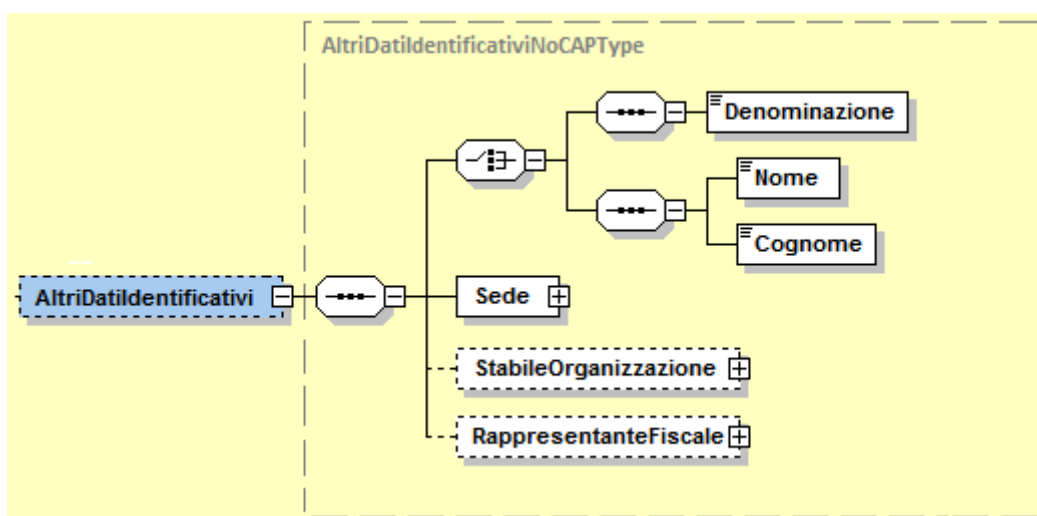 AltriDatiIdentificativiNoCAPType
Denominazione
Nome
Cognome
AltriDatiIdentificativi
Sede
StabileOrganizzazione
RappresentanteFiscale